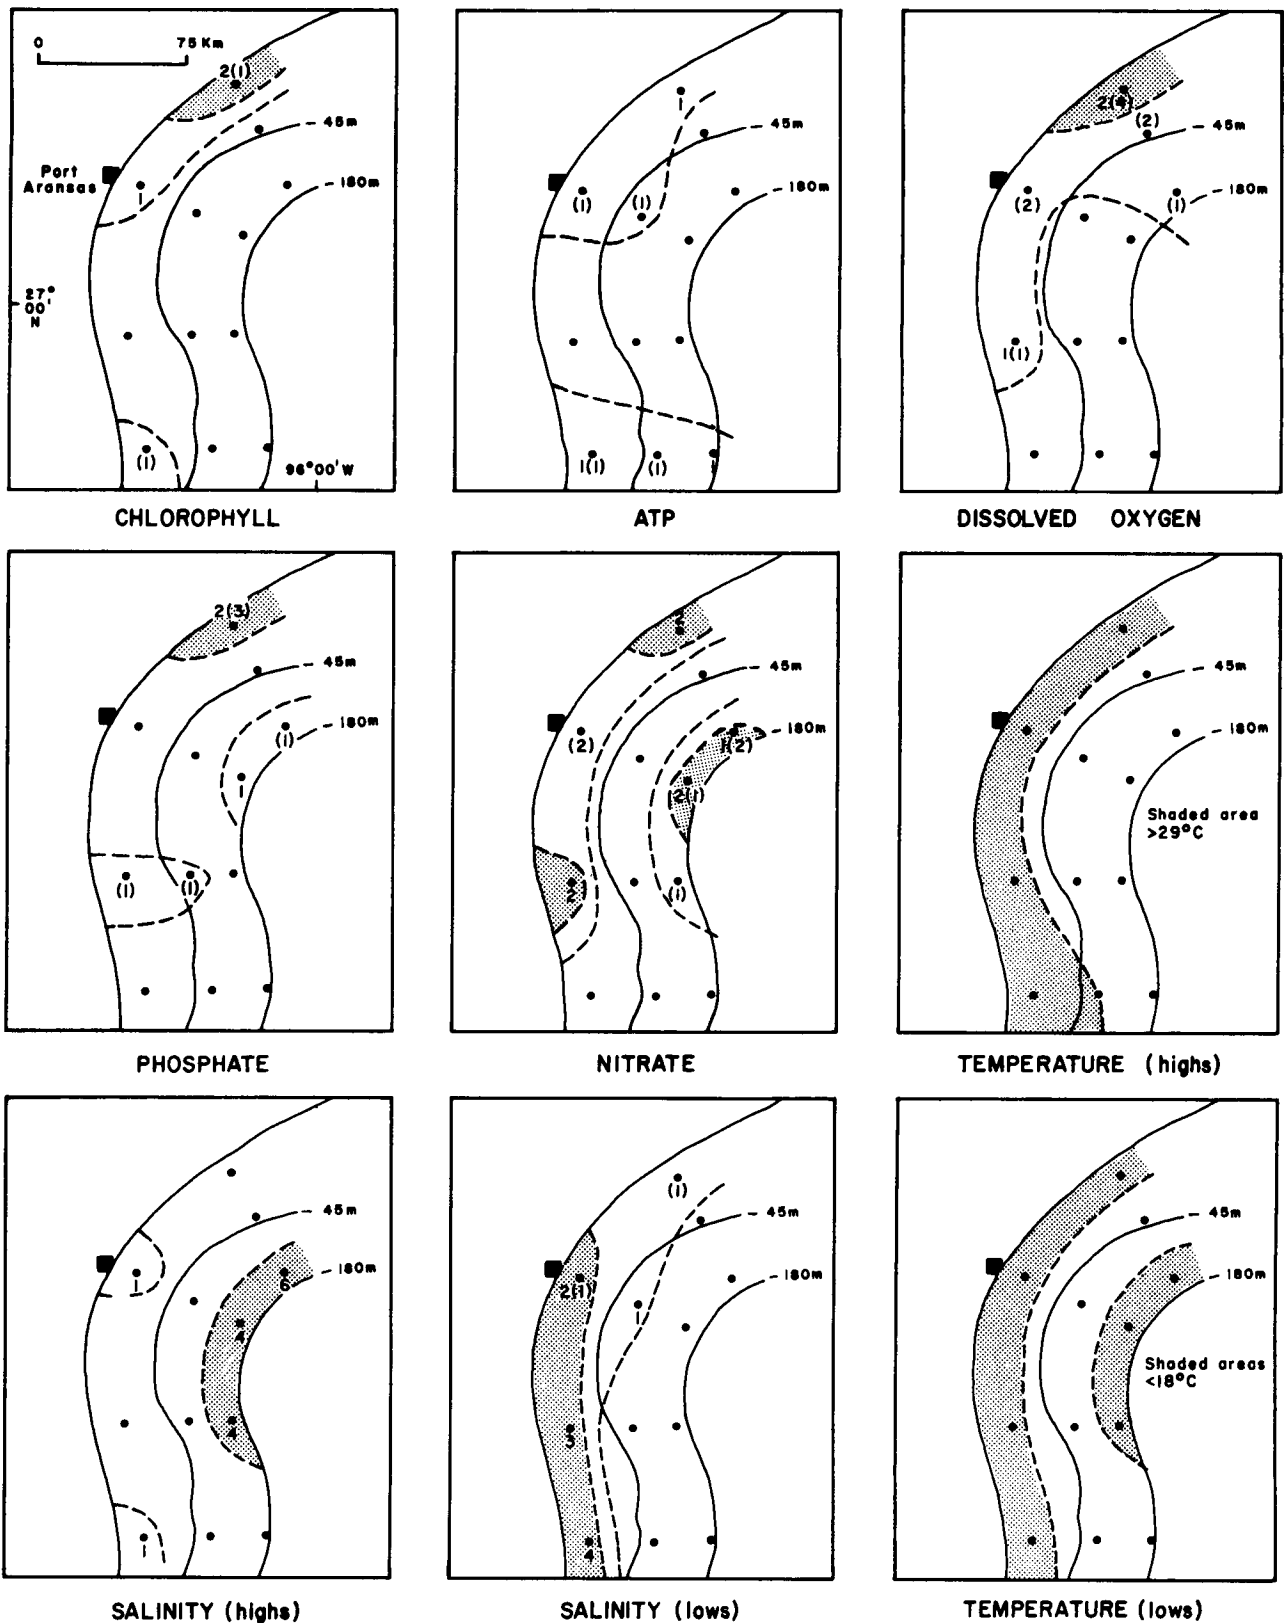 0 75 Km
2(1)
-45m
Port
Aransas
1
-180m
27°
00'
N
(1)
96°00'W
CHLOROPHYLL
1
-45m
-180m
(1)
(1)
1(1)
(1)
1
ATP
2(4)
(2)
-45m
-180m
(2)
(1)
1(1)
DISSOLVED OXYGEN
2(3)
-45m
-180m
(1)
1
(1)
(1)
PHOSPHATE
2
-45m
-180m
(2)
1(2)
2(1)
2
(1)
NITRATE
-45m
-180m
Shaded area
>29°C
TEMPERATURE (highs)
-45m
1
-180m
6
4
4
1
SALINITY (highs)
(1)
-45m
-180m
2(1)
1
3
4
SALINITY (lows)
-45m
-180m
Shaded areas
<18°C
TEMPERATURE (lows)